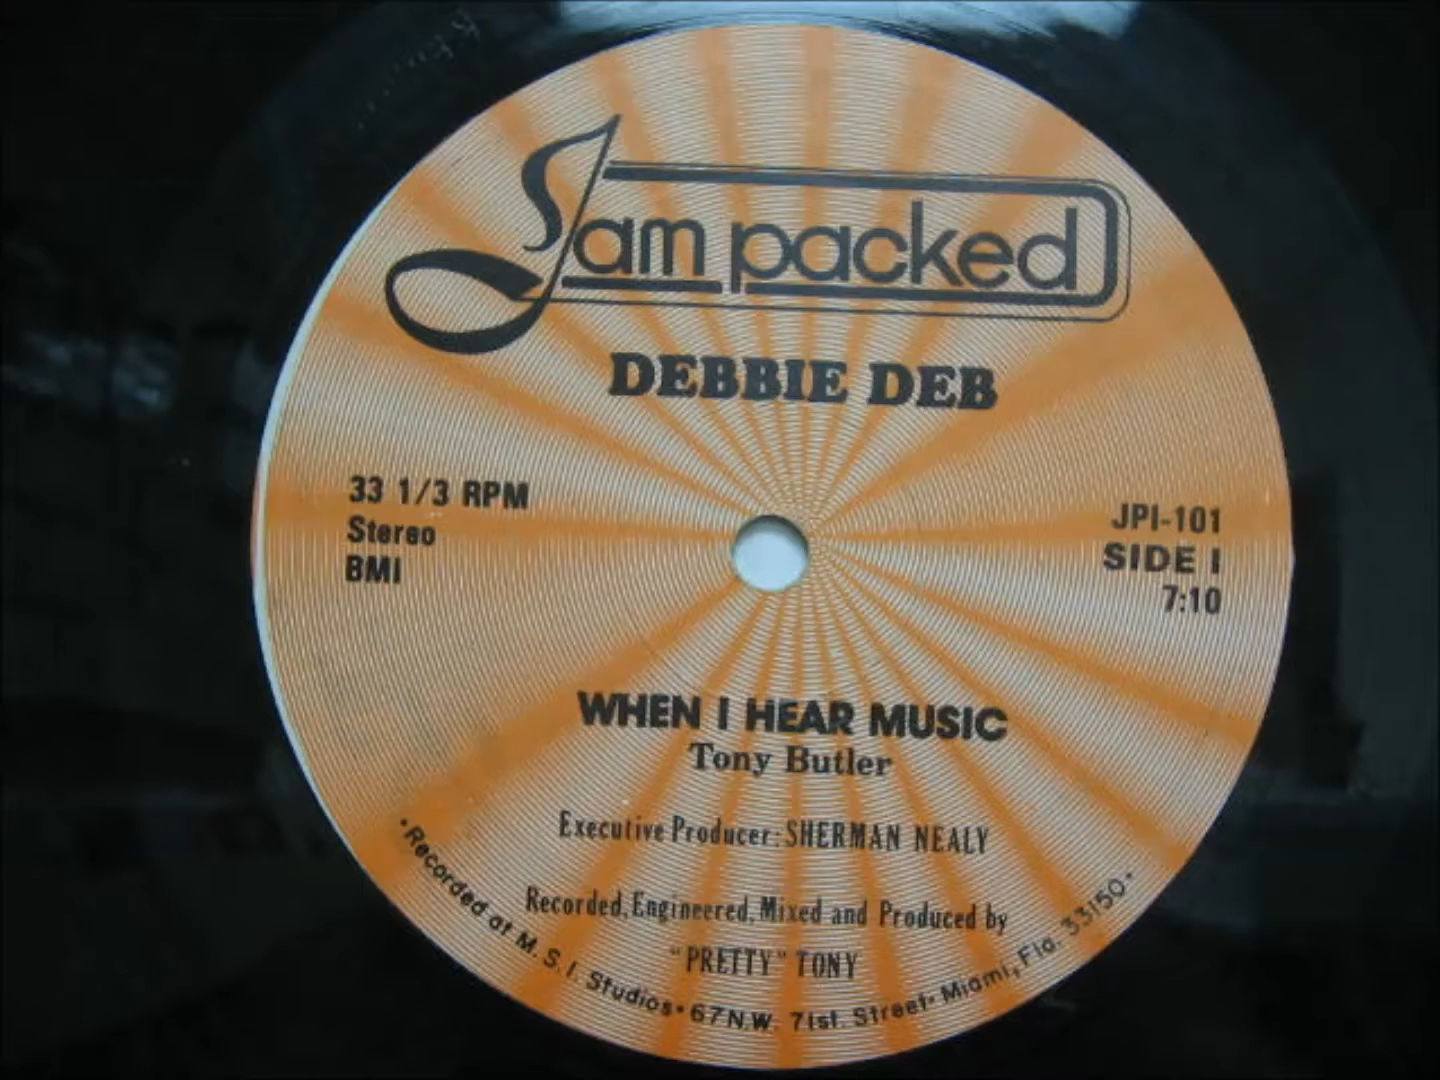 Jam packed
DEBBIE DEB
33 1/3 RPM
Stereo
BMI
JPI-101
SIDE I
7:10
WHEN I HEAR MUSIC
Tony Butler
Executive Producer: SHERMAN NEALY
Recorded, Engineered, Mixed and Produced by
"PRETTY" TONY
•Recorded at M. S. I. Studios• 67 N.W. 71st. Street• Miami, Fla. 33150•